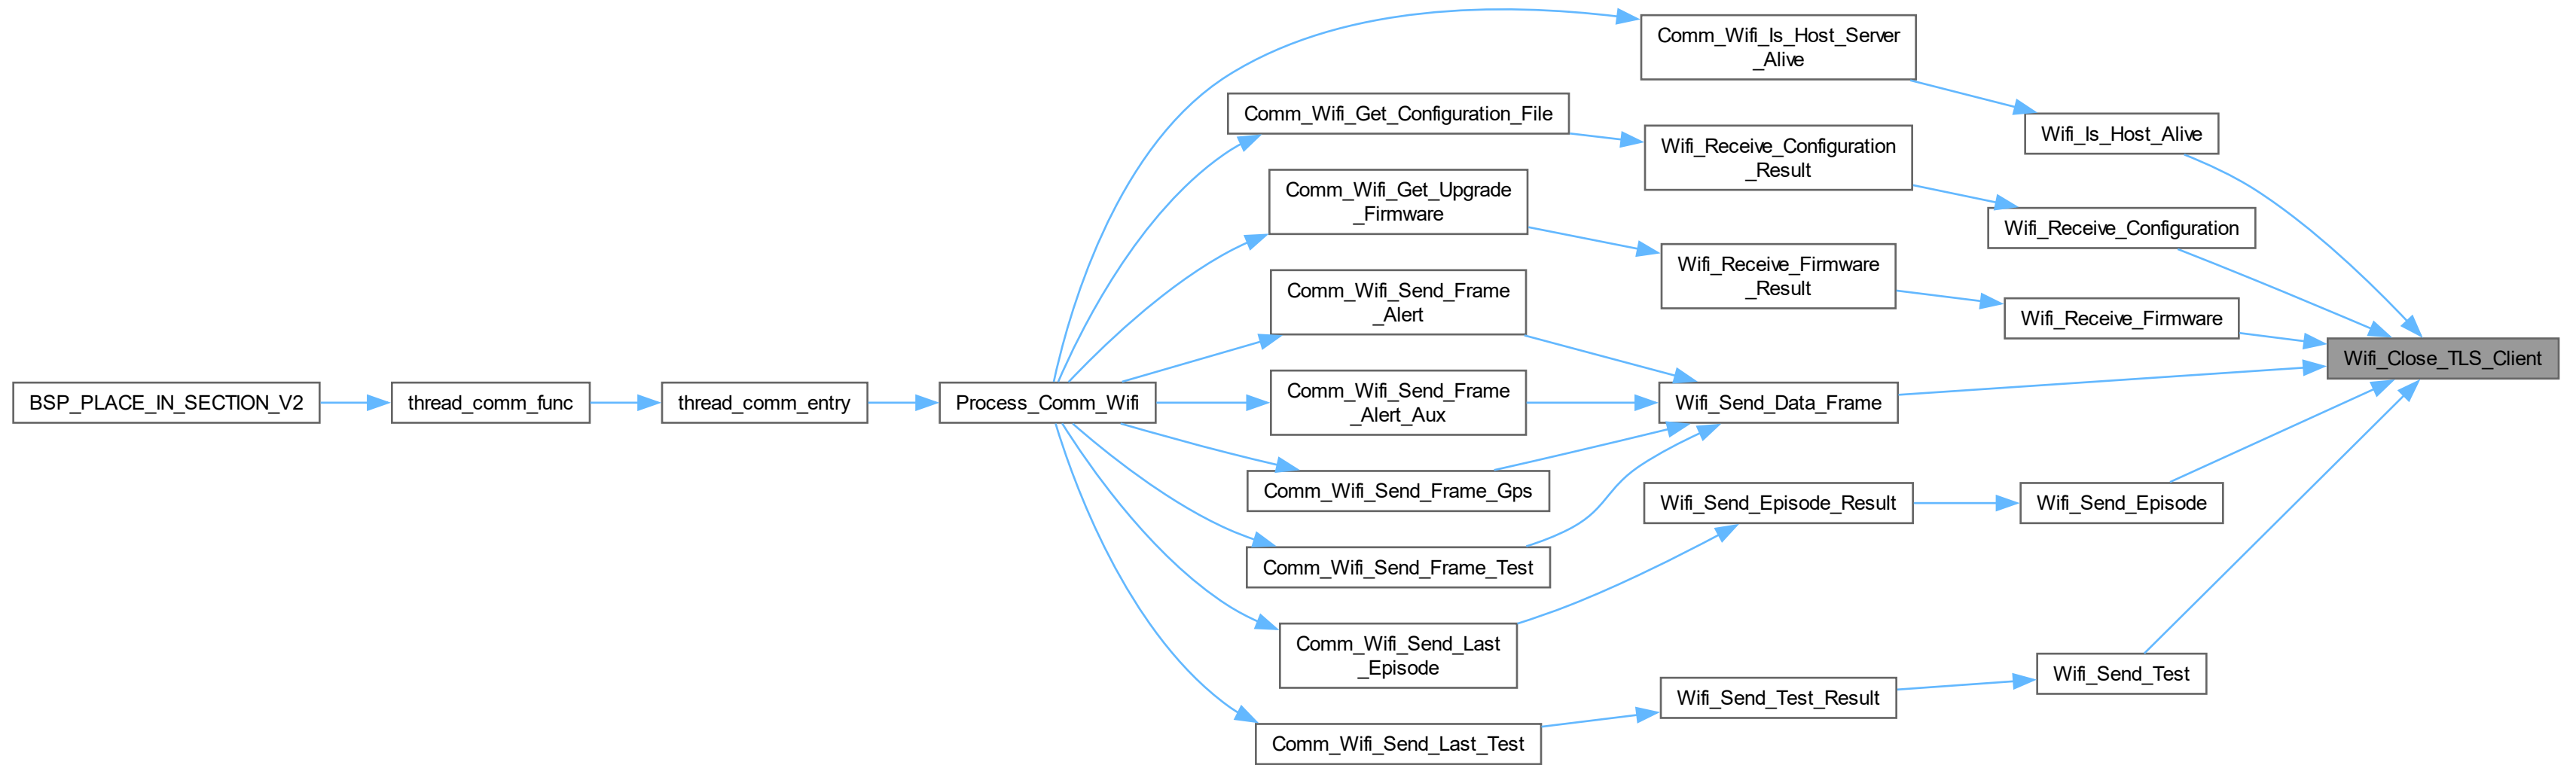 Comm_Wifi_Is_Host_Server
_Alive
Comm_Wifi_Get_Configuration_File
Wifi_Receive_Configuration
_Result
Wifi_Is_Host_Alive
Comm_Wifi_Get_Upgrade
_Firmware
Wifi_Receive_Configuration
Wifi_Receive_Firmware
_Result
Comm_Wifi_Send_Frame
_Alert
Wifi_Receive_Firmware
Wifi_Close_TLS_Client
BSP_PLACE_IN_SECTION_V2
thread_comm_func
thread_comm_entry
Process_Comm_Wifi
Comm_Wifi_Send_Frame
_Alert_Aux
Wifi_Send_Data_Frame
Comm_Wifi_Send_Frame_Gps
Wifi_Send_Episode_Result
Wifi_Send_Episode
Comm_Wifi_Send_Frame_Test
Comm_Wifi_Send_Last
_Episode
Wifi_Send_Test
Wifi_Send_Test_Result
Comm_Wifi_Send_Last_Test